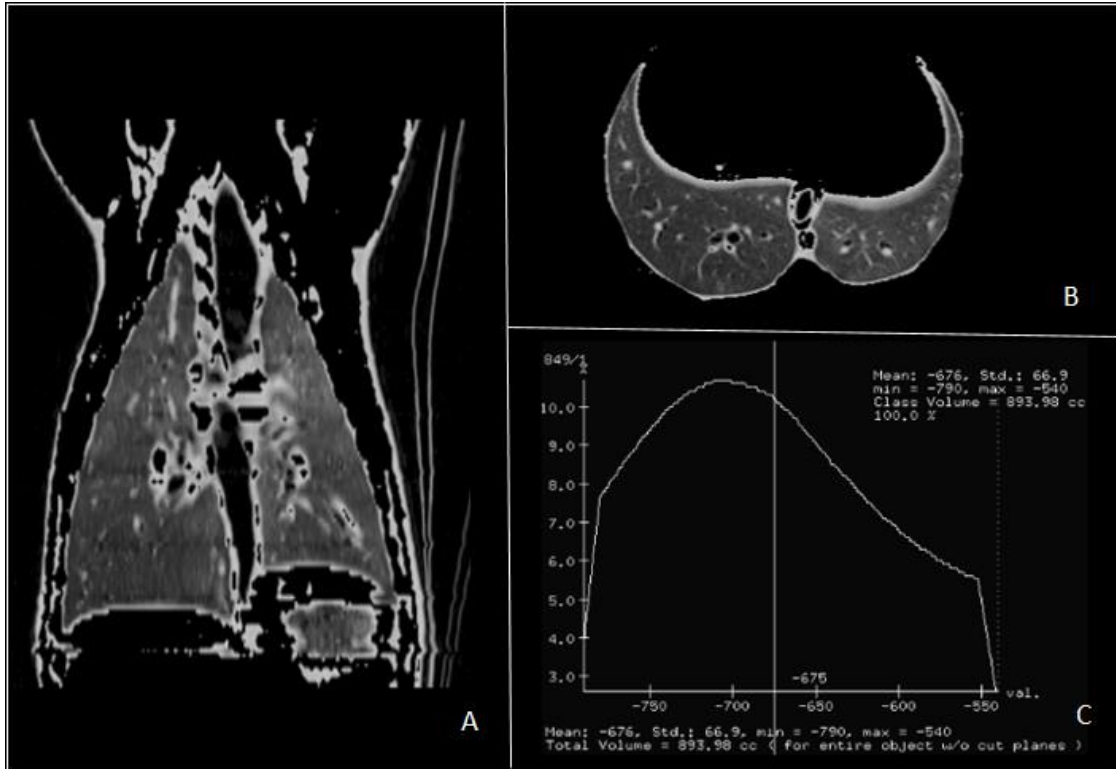 A
B
849/1
Mean: -676, Std.: 66.9
min = -790, max = -540
Class Volume = 893.98 cc
100.0 %
10.0
9.0
8.0
7.0
6.0
5.0
4.0
3.0
-675
val.
-750
-700
-650
-600
-550
C
Mean: -676, Std.: 66.9, min = -790, max = -540
Total Volume = 893.98 cc ( for entire object w/o cut planes )